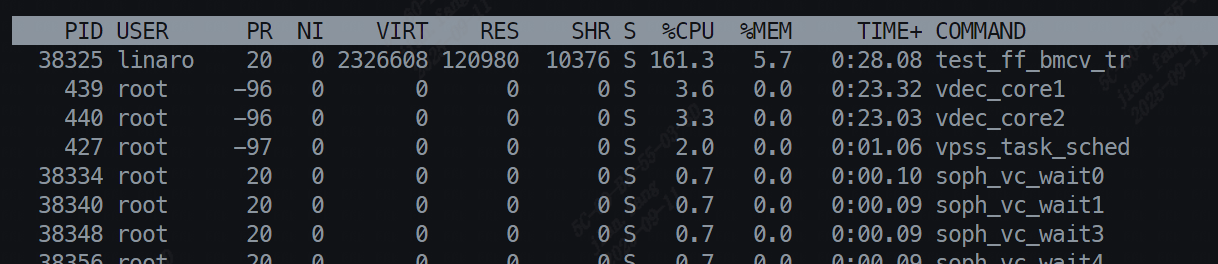 PID USER PR NI VIRT RES SHR S %CPU %MEM TIME+ COMMAND
38325 linaro 20 0 2326608 120980 10376 S 161.3 5.7 0:28.08 test_ff_bmcv_tr
439 root -96 0 0 0 0 S 3.6 0.0 0:23.32 vdec_core1
440 root -96 0 0 0 0 S 3.3 0.0 0:23.03 vdec_core2
427 root -97 0 0 0 0 S 2.0 0.0 0:01.06 vpss_task_sched
38334 root 20 0 0 0 0 S 0.7 0.0 0:00.10 soph_vc_wait0
38340 root 20 0 0 0 0 S 0.7 0.0 0:00.09 soph_vc_wait1
38348 root 20 0 0 0 0 S 0.7 0.0 0:00.09 soph_vc_wait3
38356 root 20 0 0 0 0 S 0.7 0.0 0:00.09 soph_vc_wait4